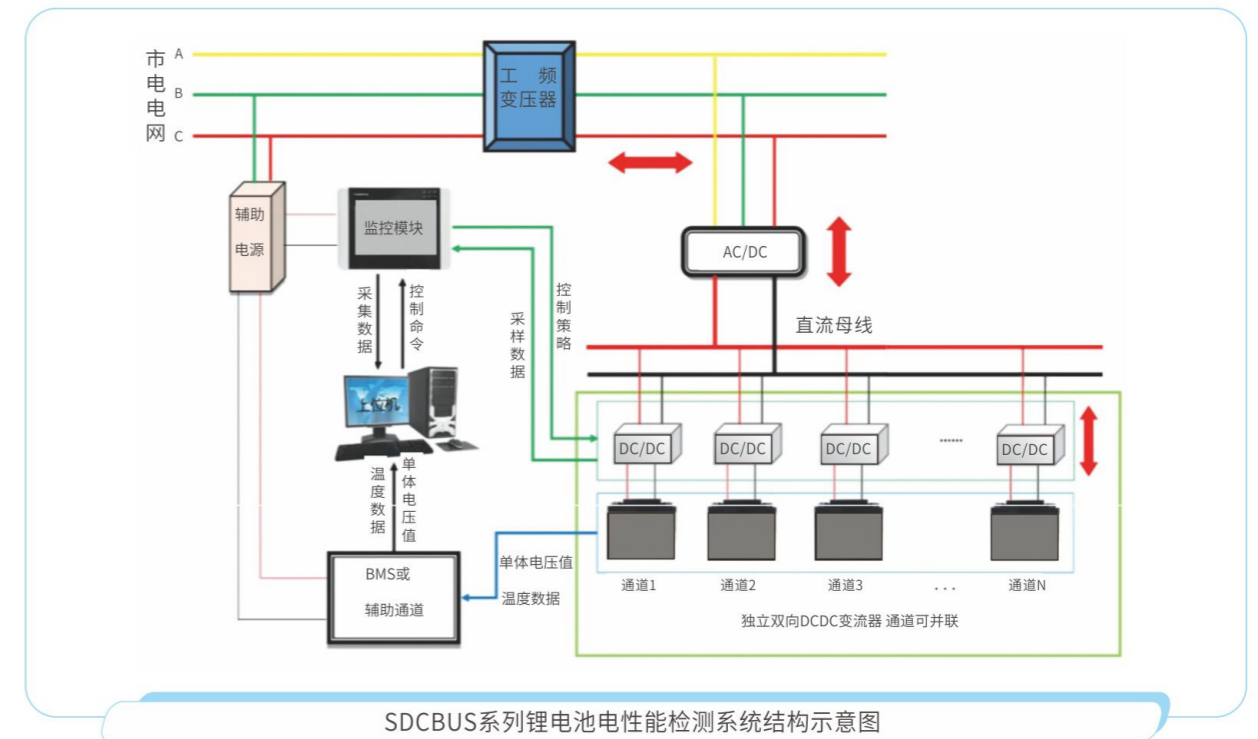 市电电网
A
B
C
工 频
变压器
辅助
电源
监控模块
AC/DC
采集数据
控制命令
采样数据
控制策略
直流母线
上位机
DC/DC
DC/DC
DC/DC
......
DC/DC
温度数据
单体电压值
单体电压值
温度数据
BMS或
辅助通道
通道1
通道2
通道3
...
通道N
独立双向DCDC变流器 通道可并联
SDCBUS系列锂电池电性能检测系统结构示意图